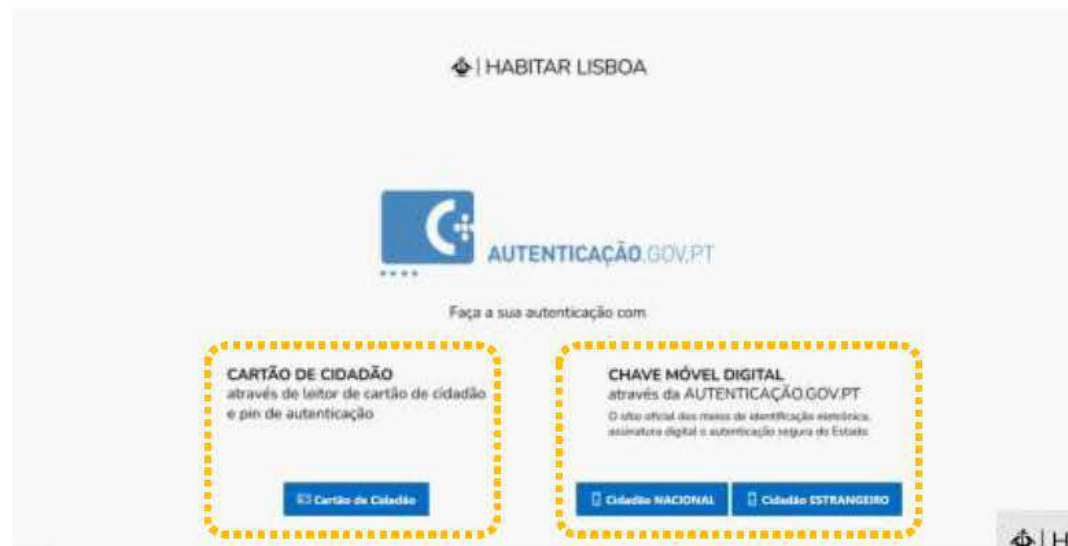 | HABITAR LISBOA
AUTENTICAÇÃO.GOV.PT
Faça a sua autenticação com
CARTÃO DE CIDADÃO
através de leitor de cartão de cidadão
e pin de autenticação
Cartão de Cidadão
CHAVE MÓVEL DIGITAL
através da AUTENTICAÇÃO.GOV.PT
O sítio oficial dos meios de identificação eletrónica,
assinatura digital e autenticação segura do Estado
Cidadão NACIONAL
Cidadão ESTRANGEIRO
| H